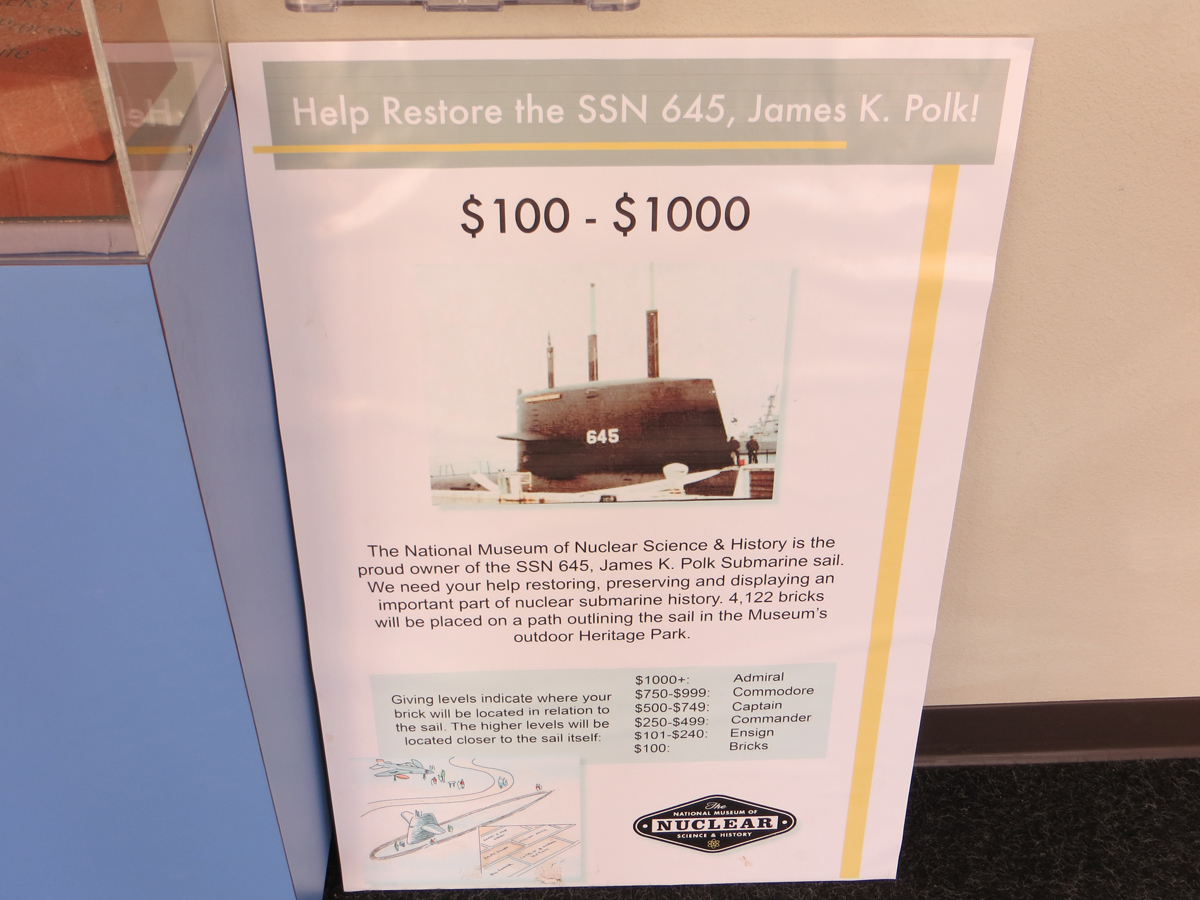 Help Restore the SSN 645, James K. Polk!
$100 - $1000
645
The National Museum of Nuclear Science & History is the
proud owner of the SSN 645, James K. Polk Submarine sail.
We need your help restoring, preserving and displaying an
important part of nuclear submarine history. 4,122 bricks
will be placed on a path outlining the sail in the Museum's
outdoor Heritage Park.
Giving levels indicate where your
brick will be located in relation to
the sail. The higher levels will be
located closer to the sail itself:
$1000+: Admiral
$750-$999: Commodore
$500-$749: Captain
$250-$499: Commander
$101-$240: Ensign
$100: Bricks
The
NATIONAL MUSEUM OF
NUCLEAR
SCIENCE & HISTORY